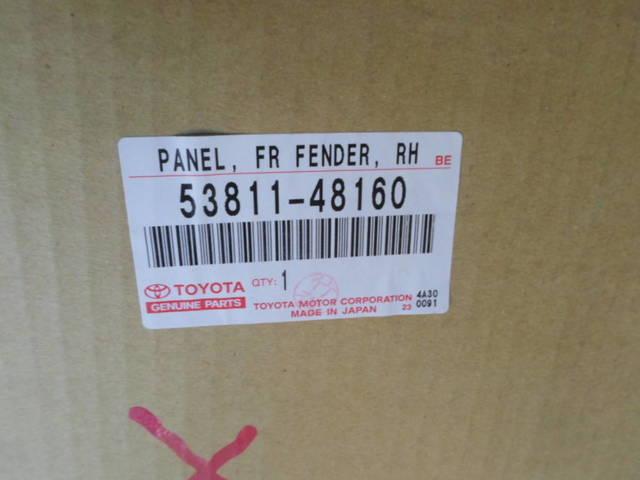 PANEL, FR FENDER, RH BE
53811-48160
TOYOTA QTY: 1
GENUINE PARTS
TOYOTA MOTOR CORPORATION 4A30
MADE IN JAPAN 23 0091